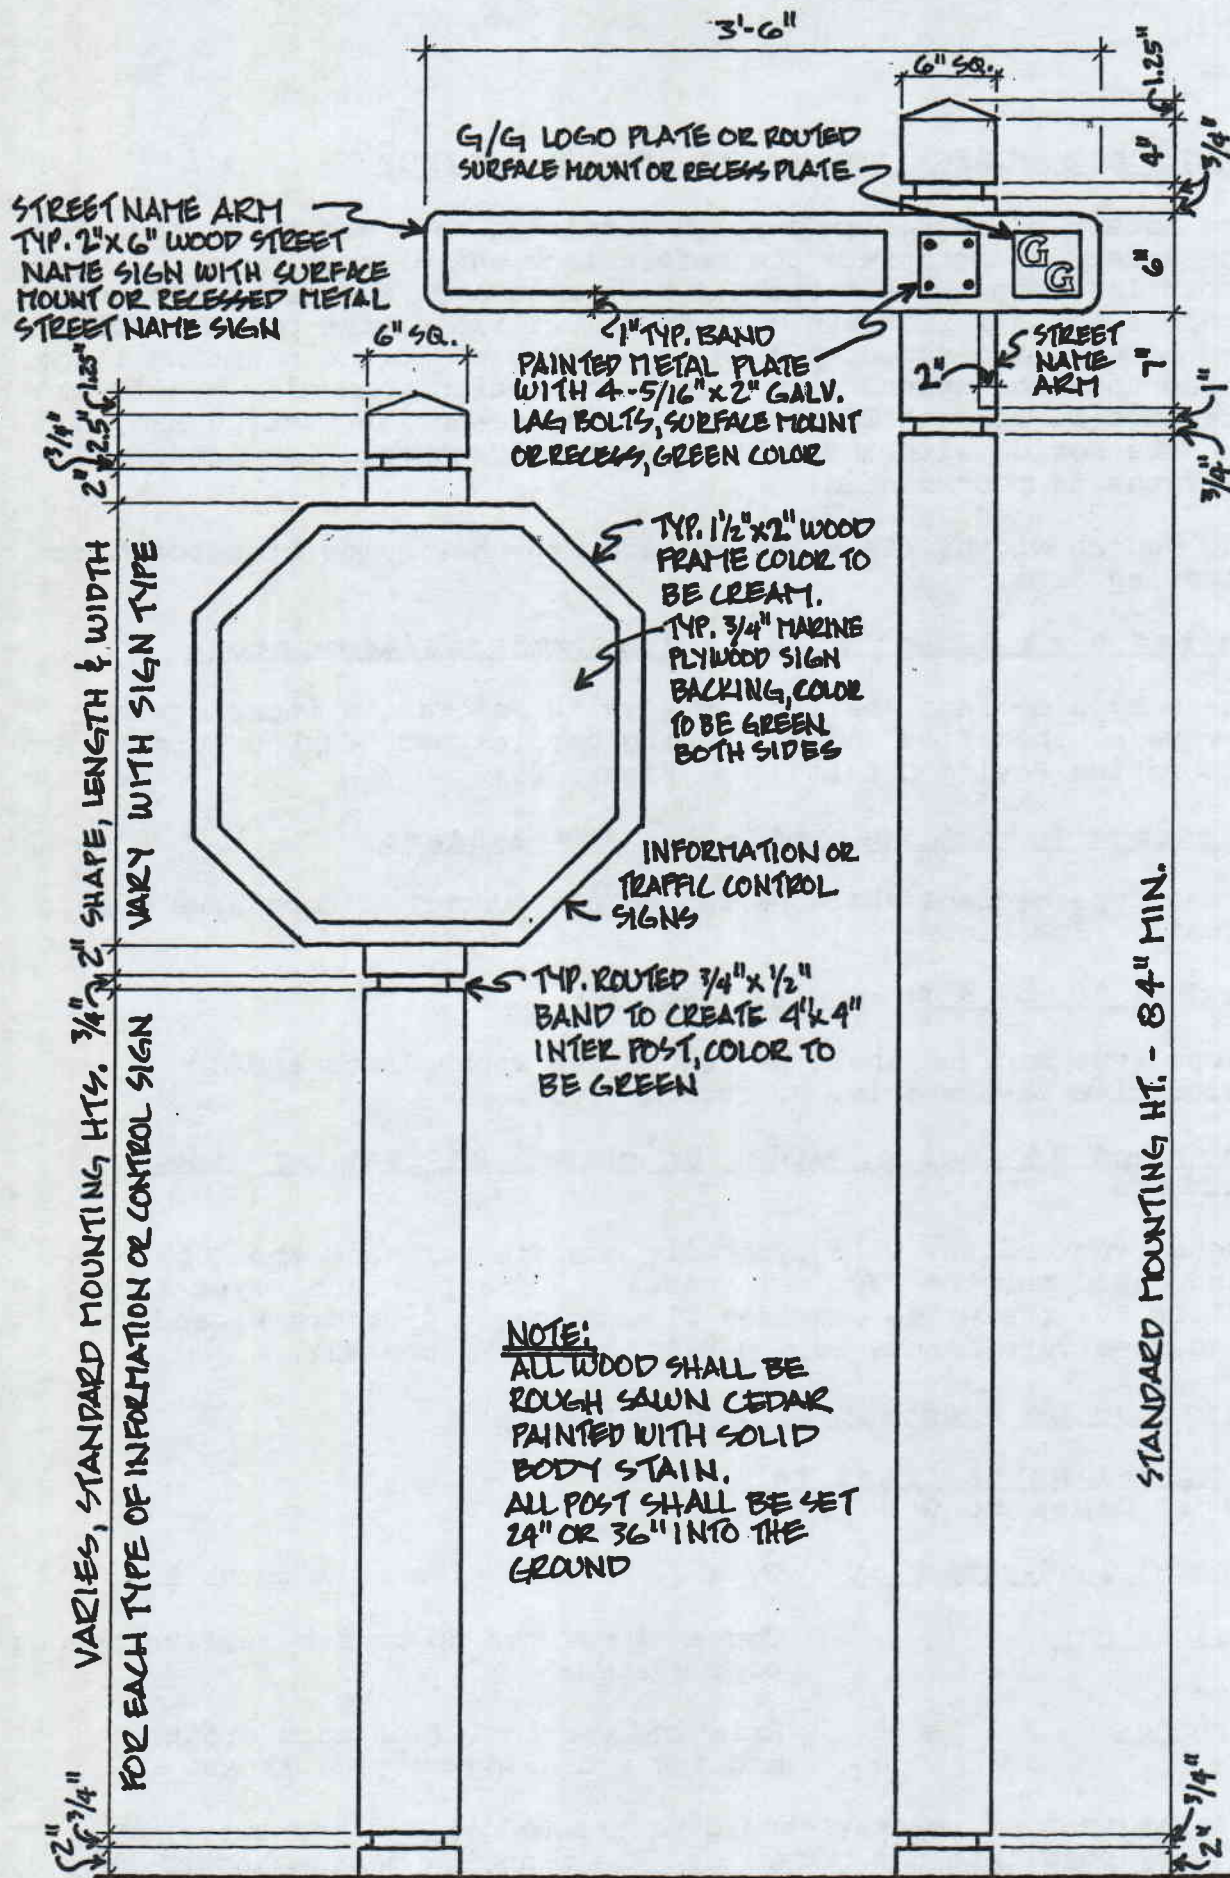 3'-6"
6" SQ.
1.25"
4"
3/4"
6"
7"
1"
3/4"
G/G LOGO PLATE OR ROUTED
SURFACE MOUNT OR RECESS PLATE
STREET NAME ARM
TYP. 2" X 6" WOOD STREET
NAME SIGN WITH SURFACE
MOUNT OR RECESSED METAL
STREET NAME SIGN
G
G
1" TYP. BAND
PAINTED METAL PLATE
WITH 4-5/16" X 2" GALV.
LAG BOLTS, SURFACE MOUNT
OR RECESS, GREEN COLOR
2"
STREET
NAME
ARM
6" SQ.
1.25"
2.5"
3/4"
2"
SHAPE, LENGTH & WIDTH
VARY WITH SIGN TYPE
TYP. 1 1/2" X 2" WOOD
FRAME COLOR TO
BE CREAM.
TYP. 3/4" MARINE
PLYWOOD SIGN
BACKING, COLOR
TO BE GREEN
BOTH SIDES
INFORMATION OR
TRAFFIC CONTROL
SIGNS
2"
3/4"
TYP. ROUTED 3/4" X 1/2"
BAND TO CREATE 4" X 4"
INTER POST, COLOR TO
BE GREEN
VARIES, STANDARD MOUNTING HTS.
FOR EACH TYPE OF INFORMATION OR CONTROL SIGN
STANDARD MOUNTING HT. - 84" MIN.
NOTE:
ALL WOOD SHALL BE
ROUGH SAWN CEDAR
PAINTED WITH SOLID
BODY STAIN.
ALL POST SHALL BE SET
24" OR 36" INTO THE
GROUND
3/4"
2"
3/4"
2"